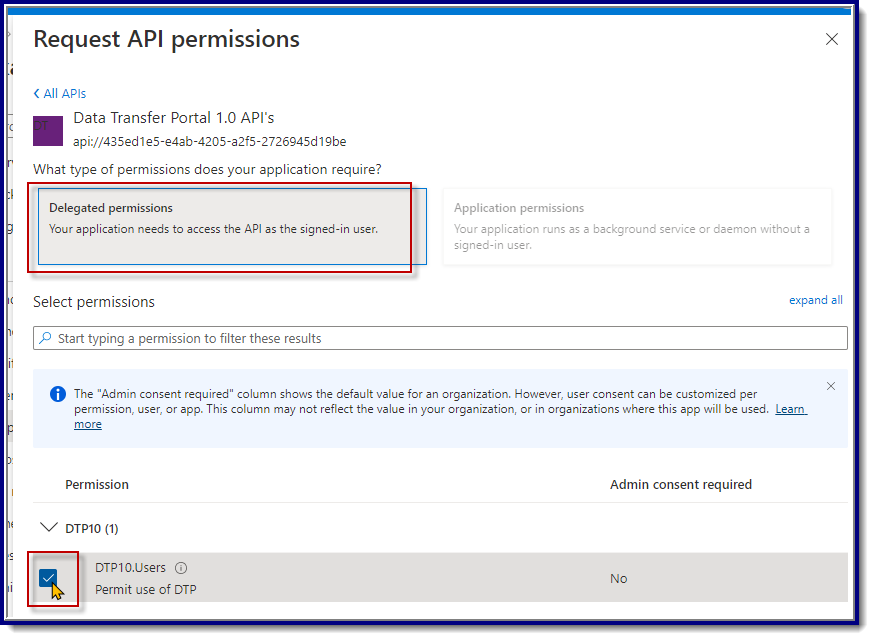 Request API permissions
All APIs
Data Transfer Portal 1.0 API's
api://435ed1e5-e4ab-4205-a2f5-2726945d19be
What type of permissions does your application require?
Delegated permissions
Your application needs to access the API as the signed-in user.
Application permissions
Your application runs as a background service or daemon without a
signed-in user.
Select permissions
expand all
Start typing a permission to filter these results
The "Admin consent required" column shows the default value for an organization. However, user consent can be customized per
permission, user, or app. This column may not reflect the value in your organization, or in organizations where this app will be used. Learn
more
Permission
Admin consent required
DTP10 (1)
DTP10.Users
Permit use of DTP
No